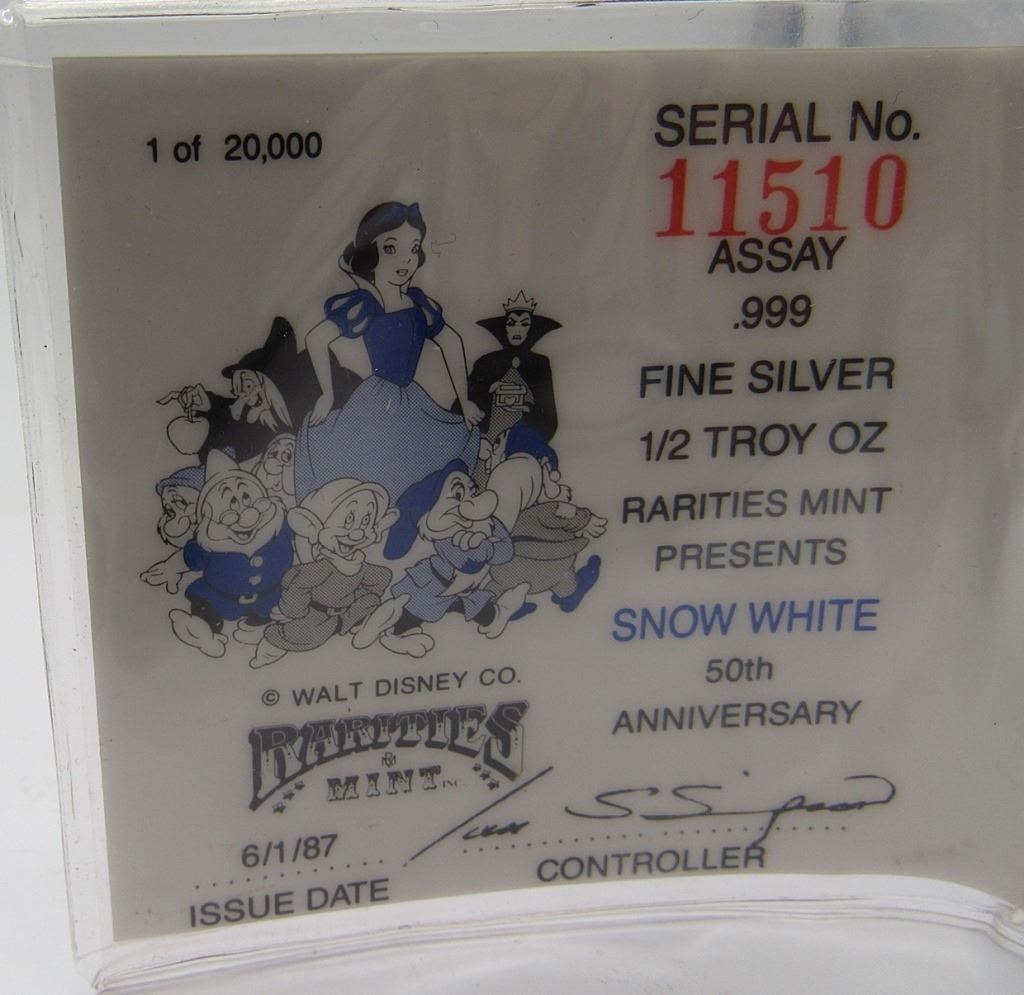 1 of 20,000
SERIAL No.
11510
ASSAY
.999
FINE SILVER
1/2 TROY OZ
RARITIES MINT
PRESENTS
SNOW WHITE
50th
ANNIVERSARY
© WALT DISNEY CO.
RARITIES
MINT INC.
6/1/87
ISSUE DATE
CONTROLLER